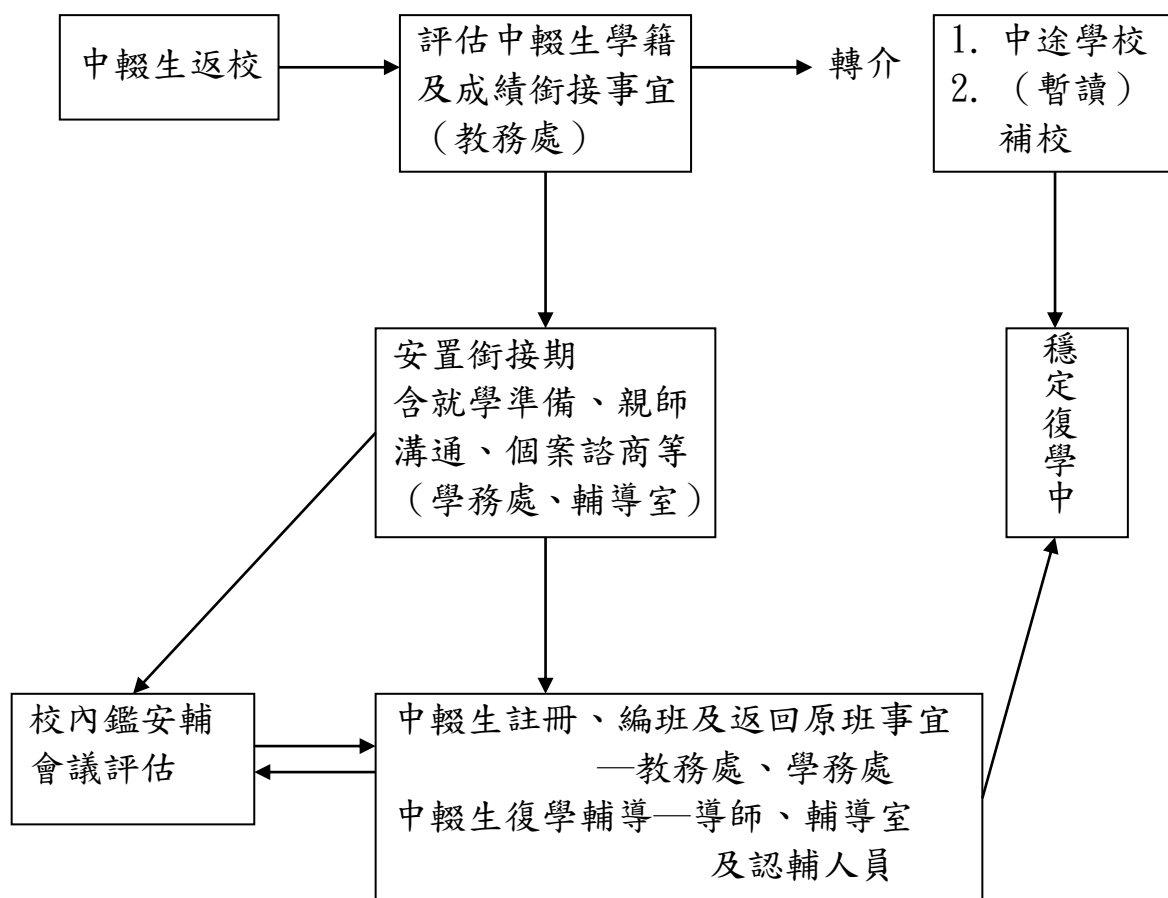 中輟生返校
評估中輟生學籍
及成績銜接事宜
（教務處）
轉介
1. 中途學校
2. （暫讀）
補校
安置銜接期
含就學準備、親師
溝通、個案諮商等
（學務處、輔導室）
穩定復學中
校內鑑安輔
會議評估
中輟生註冊、編班及返回原班事宜
—教務處、學務處
中輟生復學輔導—導師、輔導室
及認輔人員